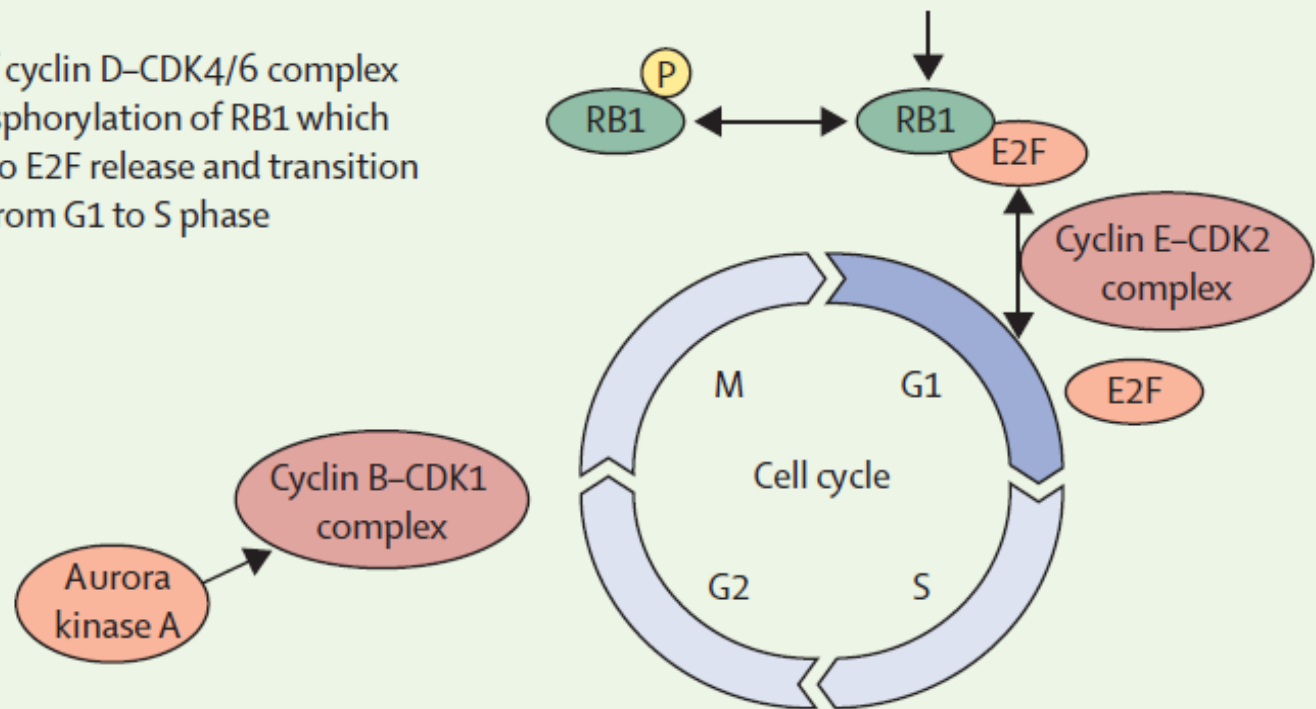 cyclin D–CDK4/6 complex
sphorylation of RB1 which
o E2F release and transition
rom G1 to S phase
P
RB1
RB1
E2F
Cyclin E–CDK2
complex
E2F
M
G1
Cell cycle
Cyclin B–CDK1
complex
Aurora
kinase A
G2
S